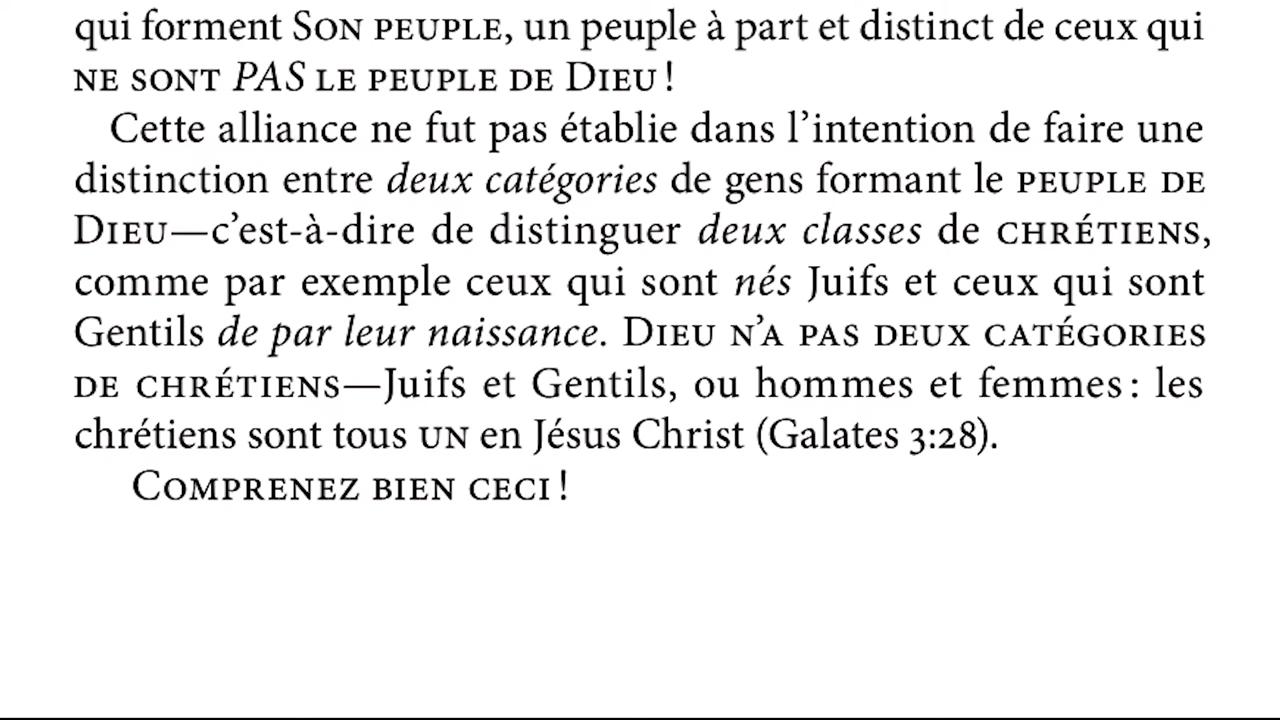 qui forment Son peuple, un peuple à part et distinct de ceux qui
ne sont PAS le peuple de Dieu !
Cette alliance ne fut pas établie dans l’intention de faire une
distinction entre deux catégories de gens formant le peuple de
Dieu—c’est-à-dire de distinguer deux classes de chrétiens,
comme par exemple ceux qui sont nés Juifs et ceux qui sont
Gentils de par leur naissance. Dieu n’a pas deux catégories
de chrétiens—Juifs et Gentils, ou hommes et femmes : les
chrétiens sont tous un en Jésus Christ (Galates 3:28).
Comprenez bien ceci !